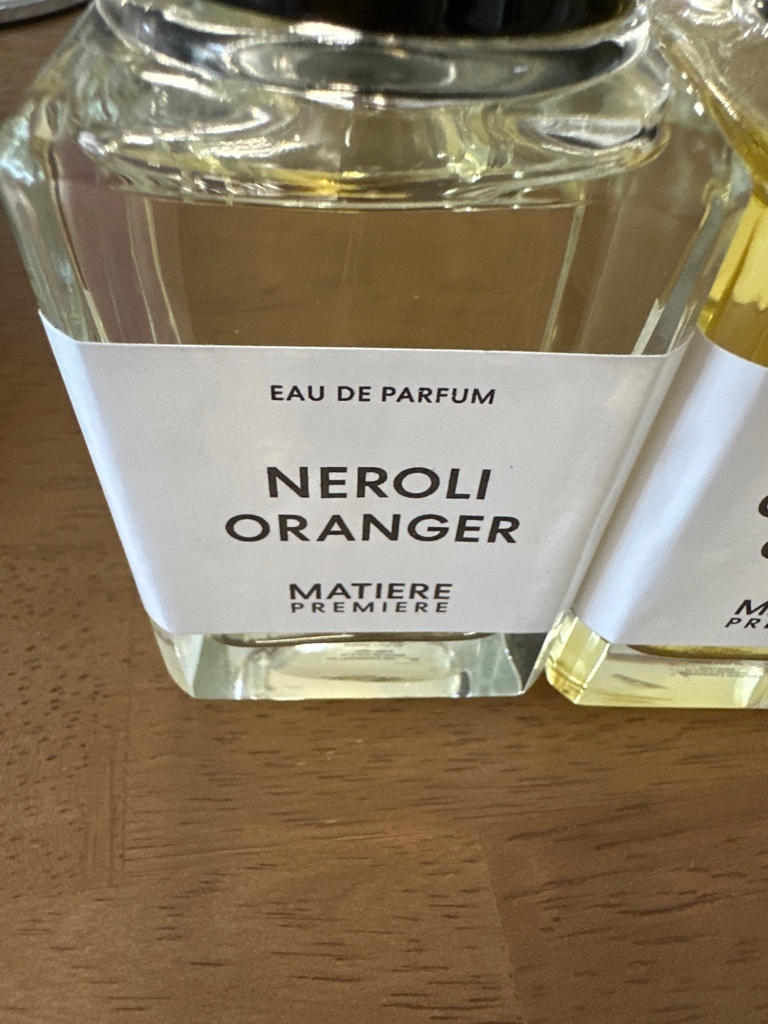 EAU DE PARFUM
NEROLI
ORANGER
MATIERE
PREMIERE